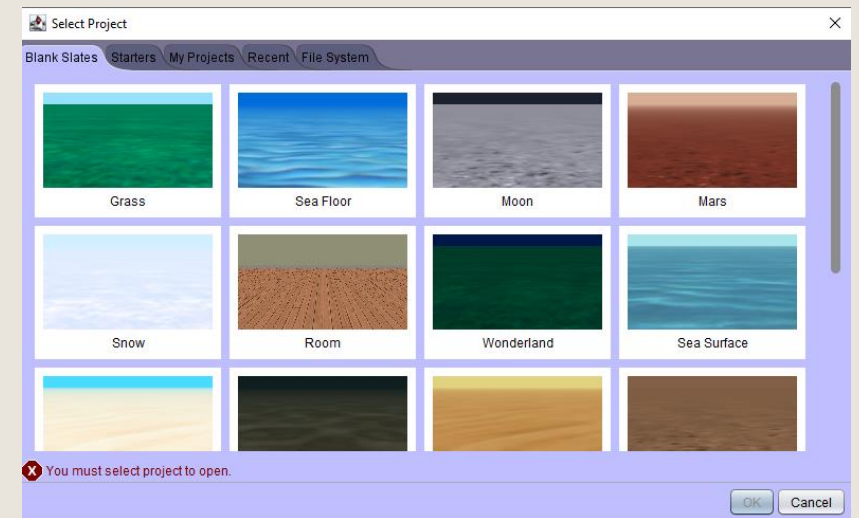 Select Project
Blank Slates Starters My Projects Recent File System
Grass Sea Floor Moon Mars
Snow Room Wonderland Sea Surface
X You must select project to open.
OK Cancel